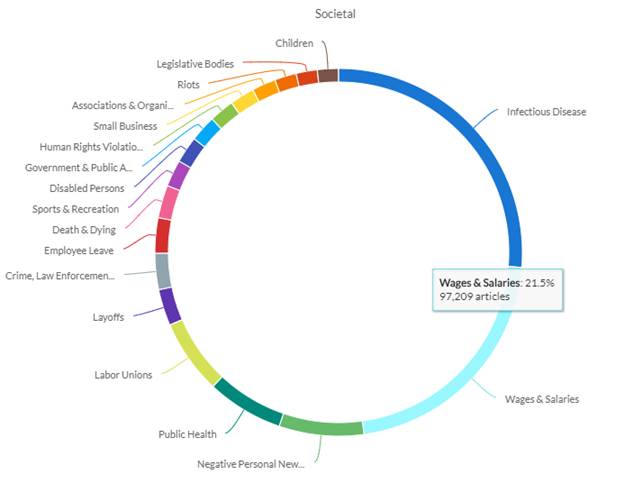 Societal
Children
Legislative Bodies
Riots
Associations & Organi...
Small Business
Human Rights Violatio...
Government & Public A...
Disabled Persons
Sports & Recreation
Death & Dying
Employee Leave
Crime, Law Enforcemen...
Layoffs
Labor Unions
Public Health
Negative Personal New...
Infectious Disease
Wages & Salaries: 21.5%
97,209 articles
Wages & Salaries